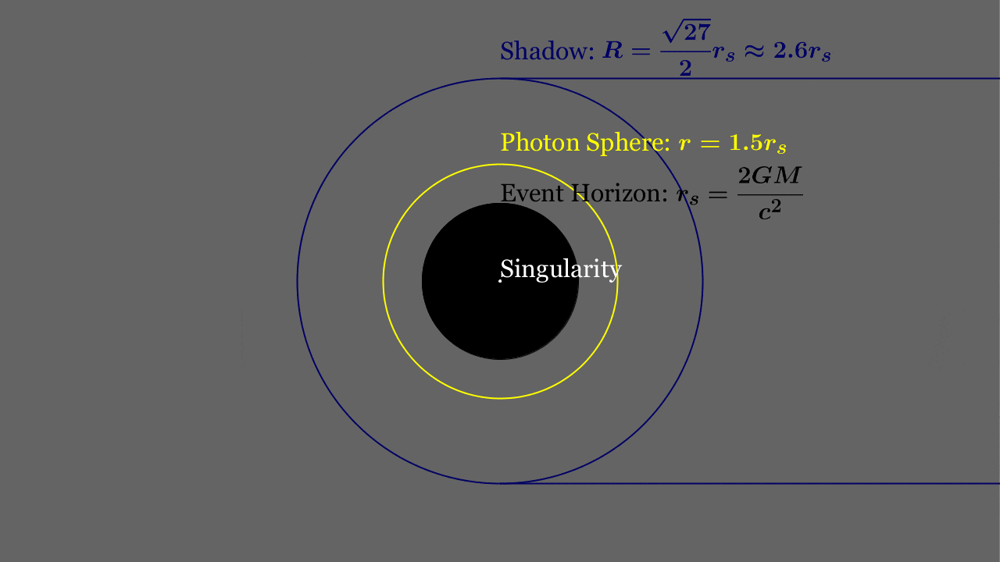 Shadow: R = √27/2 r_s ≈ 2.6r_s
Photon Sphere: r = 1.5r_s
Event Horizon: r_s = 2GM/c²
Singularity